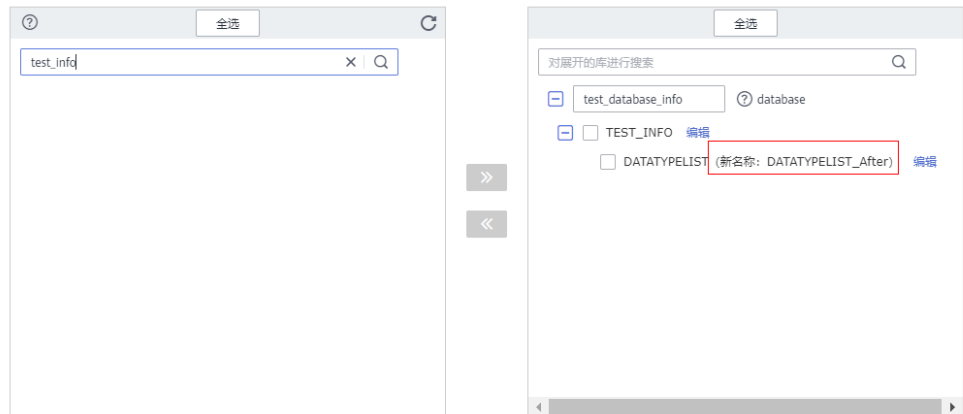 全选
test_info
全选
对展开的库进行搜索
test_database_info database
TEST_INFO 编辑
DATATYPELIST (新名称：DATATYPELIST_After) 编辑